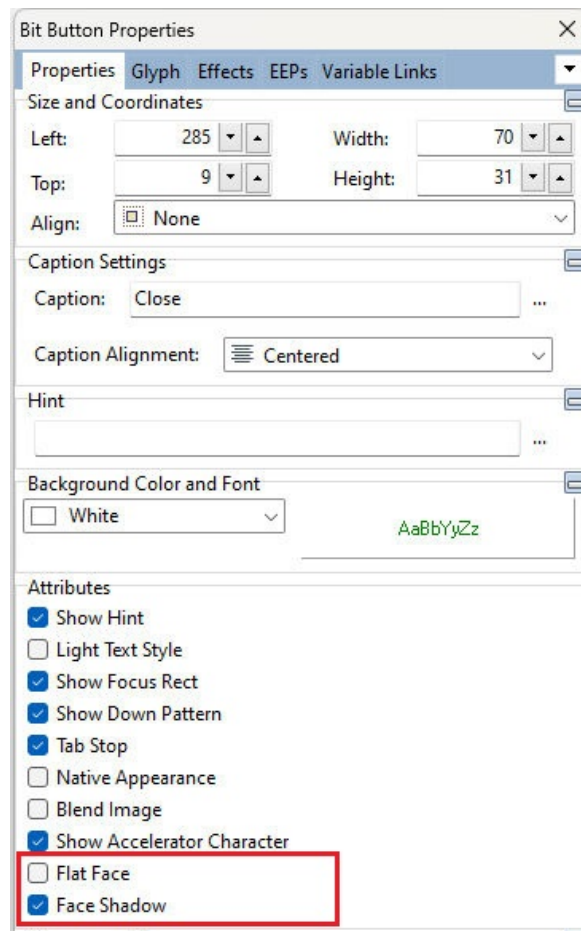 Bit Button Properties
Properties Glyph Effects EEPs Variable Links
Size and Coordinates
Left: 285 Width: 70
Top: 9 Height: 31
Align: None
Caption Settings
Caption: Close ...
Caption Alignment: Centered
Hint
...
Background Color and Font
White AaBbYyZz
Attributes
Show Hint
Light Text Style
Show Focus Rect
Show Down Pattern
Tab Stop
Native Appearance
Blend Image
Show Accelerator Character
Flat Face
Face Shadow